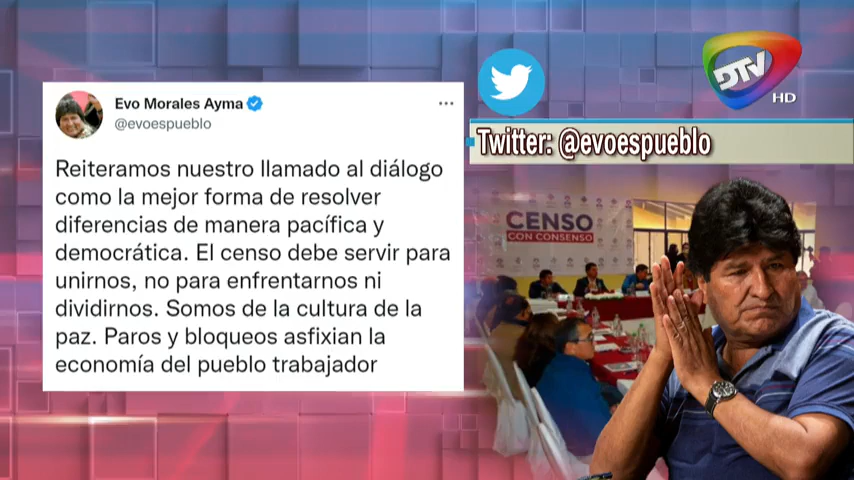 Evo Morales Ayma
@evoespueblo
Reiteramos nuestro llamado al diálogo
como la mejor forma de resolver
diferencias de manera pacífica y
democrática. El censo debe servir para
unirnos, no para enfrentarnos ni
dividirnos. Somos de la cultura de la
paz. Paros y bloqueos asfixian la
economía del pueblo trabajador
DTV
HD
Twitter: @evoespueblo
CENSO
CON CONSENSO